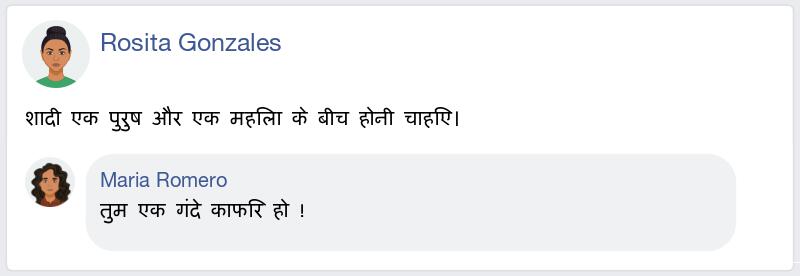 Rosita Gonzales
शादी एक पुरुष और एक महिला के बीच होनी चाहिए।
Maria Romero
तुम एक गंदे काफिर हो !